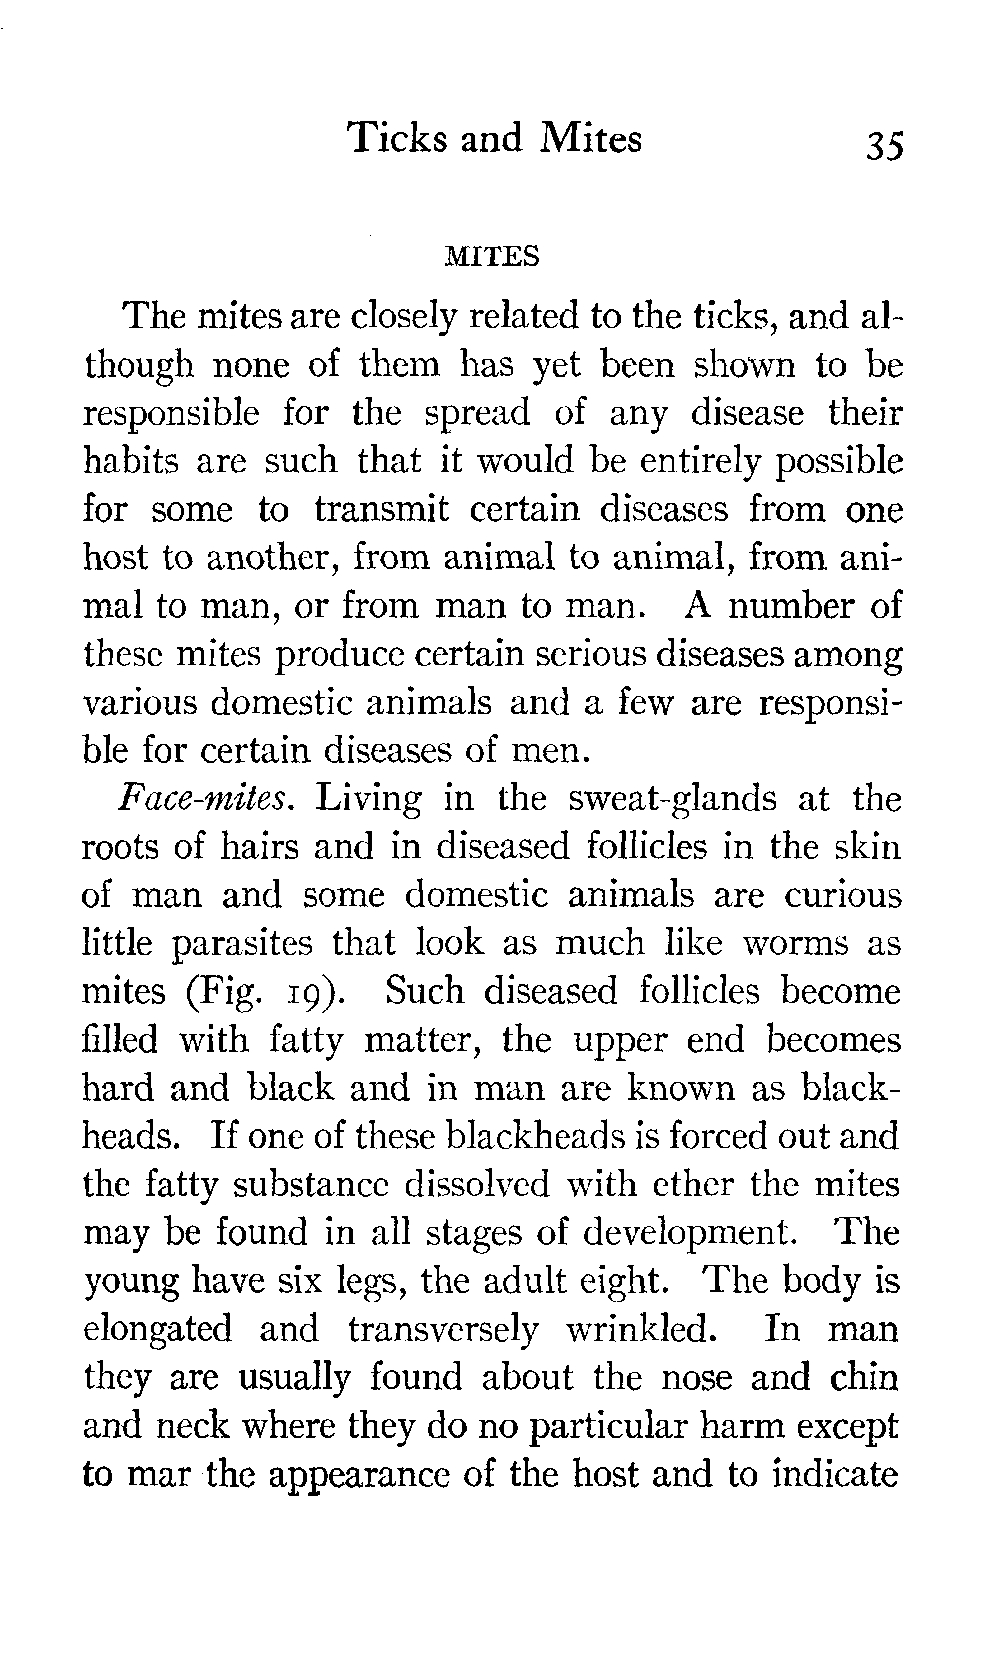 Ticks and Mites 35
MITES
The mites are closely related to the ticks, and al-
though none of them has yet been shown to be
responsible for the spread of any disease their
habits are such that it would be entirely possible
for some to transmit certain diseases from one
host to another, from animal to animal, from ani-
mal to man, or from man to man. A number of
these mites produce certain serious diseases among
various domestic animals and a few are responsi-
ble for certain diseases of men.
Face-mites. Living in the sweat-glands at the
roots of hairs and in diseased follicles in the skin
of man and some domestic animals are curious
little parasites that look as much like worms as
mites (Fig. 19). Such diseased follicles become
filled with fatty matter, the upper end becomes
hard and black and in man are known as black-
heads. If one of these blackheads is forced out and
the fatty substance dissolved with ether the mites
may be found in all stages of development. The
young have six legs, the adult eight. The body is
elongated and transversely wrinkled. In man
they are usually found about the nose and chin
and neck where they do no particular harm except
to mar the appearance of the host and to indicate